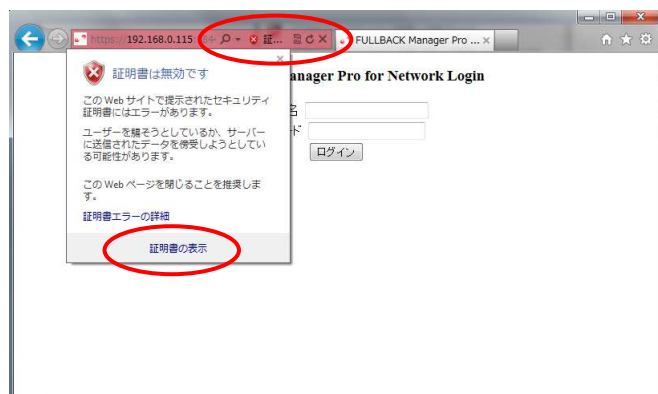 https://192.168.0.115 証... FULLBACK Manager Pro ...
anager Pro for Network Login
証明書は無効です
この Web サイトで提示されたセキュリティ
証明書にはエラーがあります。
ユーザーを騙そうとしているか、サーバー
に送信されたデータを傍受しようとしてい
る可能性があります。
この Web ページを閉じることを推奨しま
す。
証明書エラーの詳細
証明書の表示
名
ド
ログイン